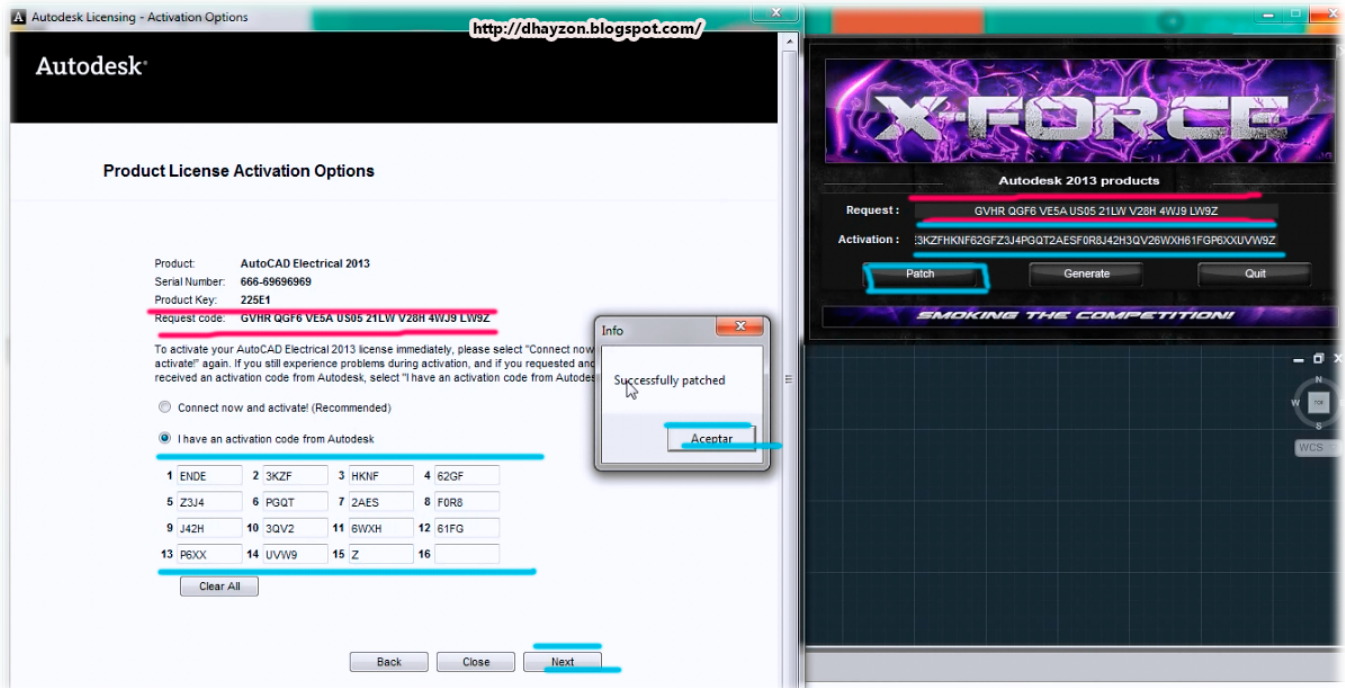 Autodesk Licensing - Activation Options
http://dhayzon.blogspot.com/
Autodesk
Product License Activation Options
Product: AutoCAD Electrical 2013
Serial Number: 666-69696969
Product Key: 225E1
Request code: GVHR QGF6 VE5A US05 21LW V28H 4WJ9 LW9Z
To activate your AutoCAD Electrical 2013 license immediately, please select "Connect now
activate!" again. If you still experience problems during activation, and if you requested and
received an activation code from Autodesk, select "I have an activation code from Autodes
Connect now and activate! (Recommended)
I have an activation code from Autodesk
1 ENDE 2 3KZF 3 HKNF 4 62GF
5 Z3J4 6 PGQT 7 2AES 8 F0R8
9 J42H 10 3QV2 11 6WXH 12 61FG
13 P6XX 14 UVW9 15 Z 16
Clear All
Back Close Next
Info
Successfully patched
Aceptar
X-FORCE
Autodesk 2013 products
Request : GVHR QGF6 VE5A US05 21LW V28H 4WJ9 LW9Z
Activation : 3KZFHKNF62GFZ3J4PGQT2AESF0R8J42H3QV26WXH61FGP6XXUVW9Z
Patch Generate Quit
SMOKING THE COMPETITION!
N
W TOP
S
WCS